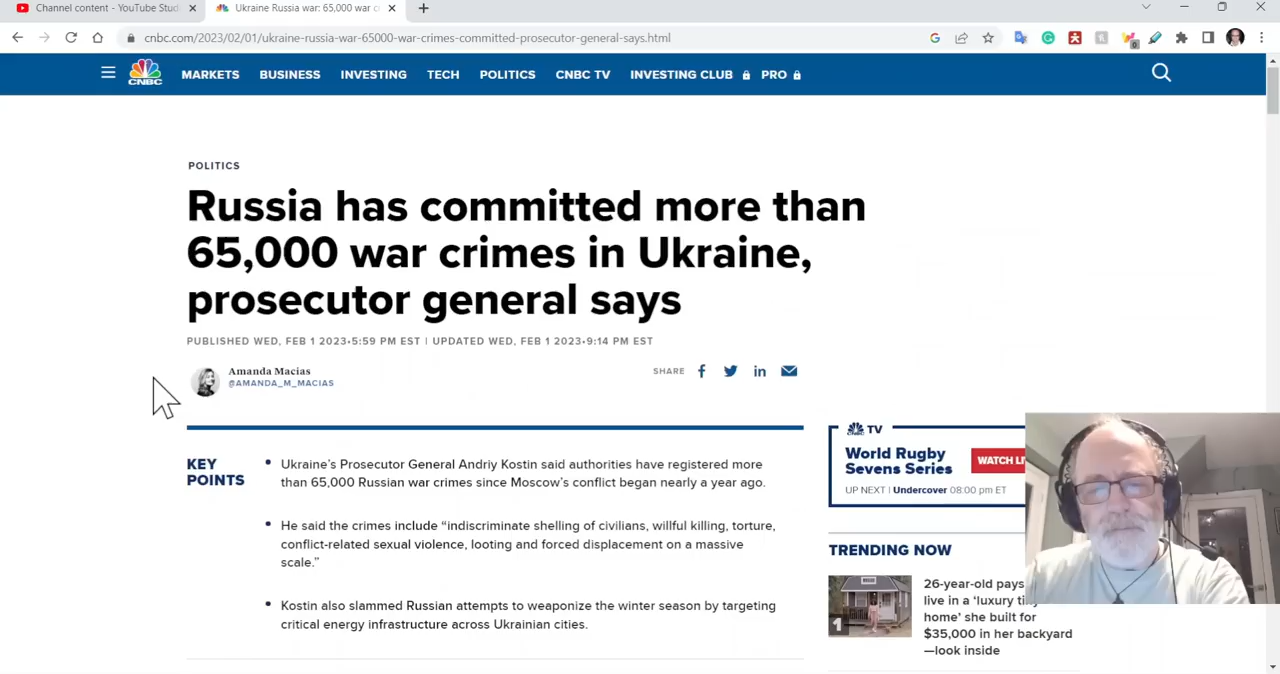 Channel content - YouTube Stud
Ukraine Russia war: 65,000 war c
cnbc.com/2023/02/01/ukraine-russia-war-65000-war-crimes-committed-prosecutor-general-says.html
CNBC MARKETS BUSINESS INVESTING TECH POLITICS CNBC TV INVESTING CLUB PRO
POLITICS
Russia has committed more than
65,000 war crimes in Ukraine,
prosecutor general says
PUBLISHED WED, FEB 1 2023•5:59 PM EST | UPDATED WED, FEB 1 2023•9:14 PM EST
Amanda Macias
@AMANDA_M_MACIAS
SHARE
KEY
POINTS
Ukraine's Prosecutor General Andriy Kostin said authorities have registered more
than 65,000 Russian war crimes since Moscow's conflict began nearly a year ago.
He said the crimes include “indiscriminate shelling of civilians, willful killing, torture,
conflict-related sexual violence, looting and forced displacement on a massive
scale.”
Kostin also slammed Russian attempts to weaponize the winter season by targeting
critical energy infrastructure across Ukrainian cities.
CNBC TV
World Rugby
Sevens Series
WATCH LI
UP NEXT | Undercover 08:00 pm ET
TRENDING NOW
1
26-year-old pays
live in a ‘luxury ti
home’ she built for
$35,000 in her backyard
—look inside